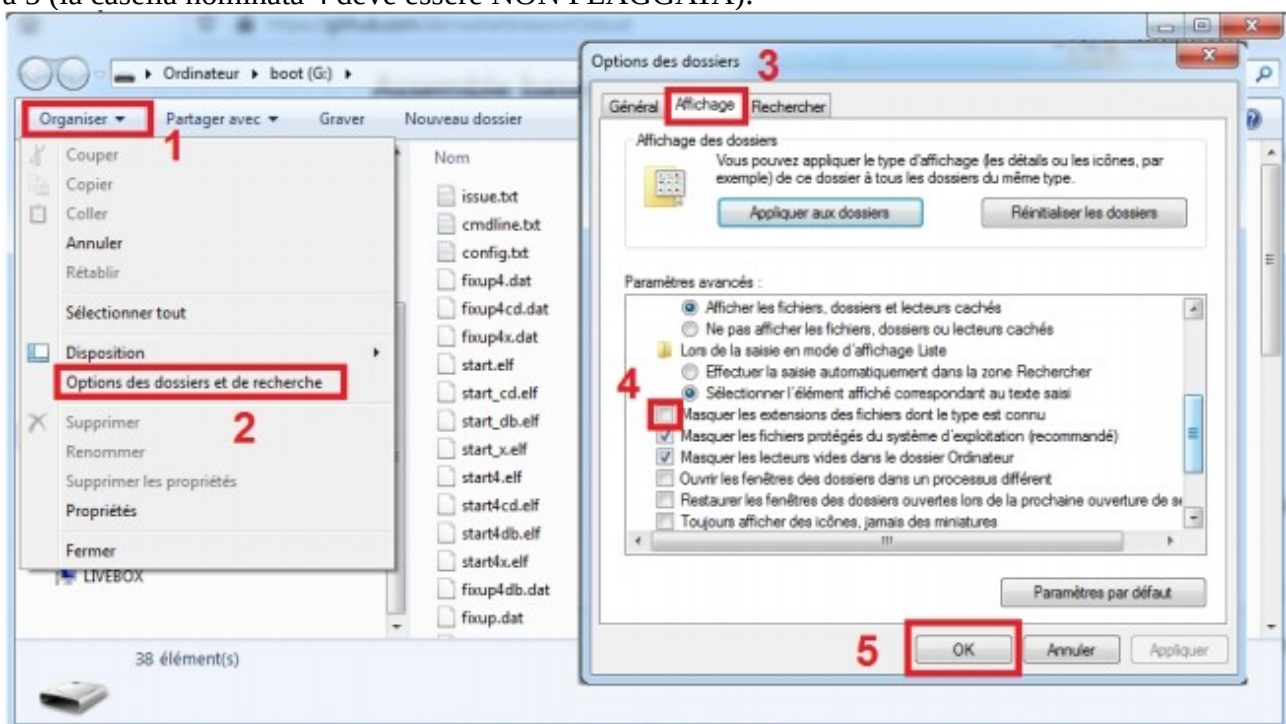 a 5 (la casella nominata 4 deve essere NON FLAGGATA):
Ordinateur boot (G:)
Organiser Partager avec Graver Nouveau dossier
1
Couper
Copier
Coller
Annuler
Rétablir
Sélectionner tout
Disposition
Options des dossiers et de recherche
2
Supprimer
Renommer
Supprimer les propriétés
Propriétés
Fermer
LIVEBOX
Nom
issue.txt
cmdline.txt
config.txt
fixup4.dat
fixup4cd.dat
fixup4x.dat
start.elf
start_cd.elf
start_db.elf
start_x.elf
start4.elf
start4cd.elf
start4db.elf
start4x.elf
fixup4db.dat
fixup.dat
38 élément(s)
Options des dossiers
3
Général Affichage Rechercher
Affichage des dossiers
Vous pouvez appliquer le type d'affichage (les détails ou les icônes, par
exemple) de ce dossier à tous les dossiers du même type.
Appliquer aux dossiers Réinitialiser les dossiers
Paramètres avancés :
Afficher les fichiers, dossiers et lecteurs cachés
Ne pas afficher les fichiers, dossiers ou lecteurs cachés
Lors de la saisie en mode d'affichage Liste
Effectuer la saisie automatiquement dans la zone Rechercher
Sélectionner l'élément affiché correspondant au texte saisi
4
Masquer les extensions des fichiers dont le type est connu
Masquer les fichiers protégés du système d'exploitation (recommandé)
Masquer les lecteurs vides dans le dossier Ordinateur
Ouvrir les fenêtres des dossiers dans un processus différent
Restaurer les fenêtres des dossiers ouvertes lors de la prochaine ouverture de se
Toujours afficher des icônes, jamais des miniatures
Paramètres par défaut
5
OK Annuler Appliquer